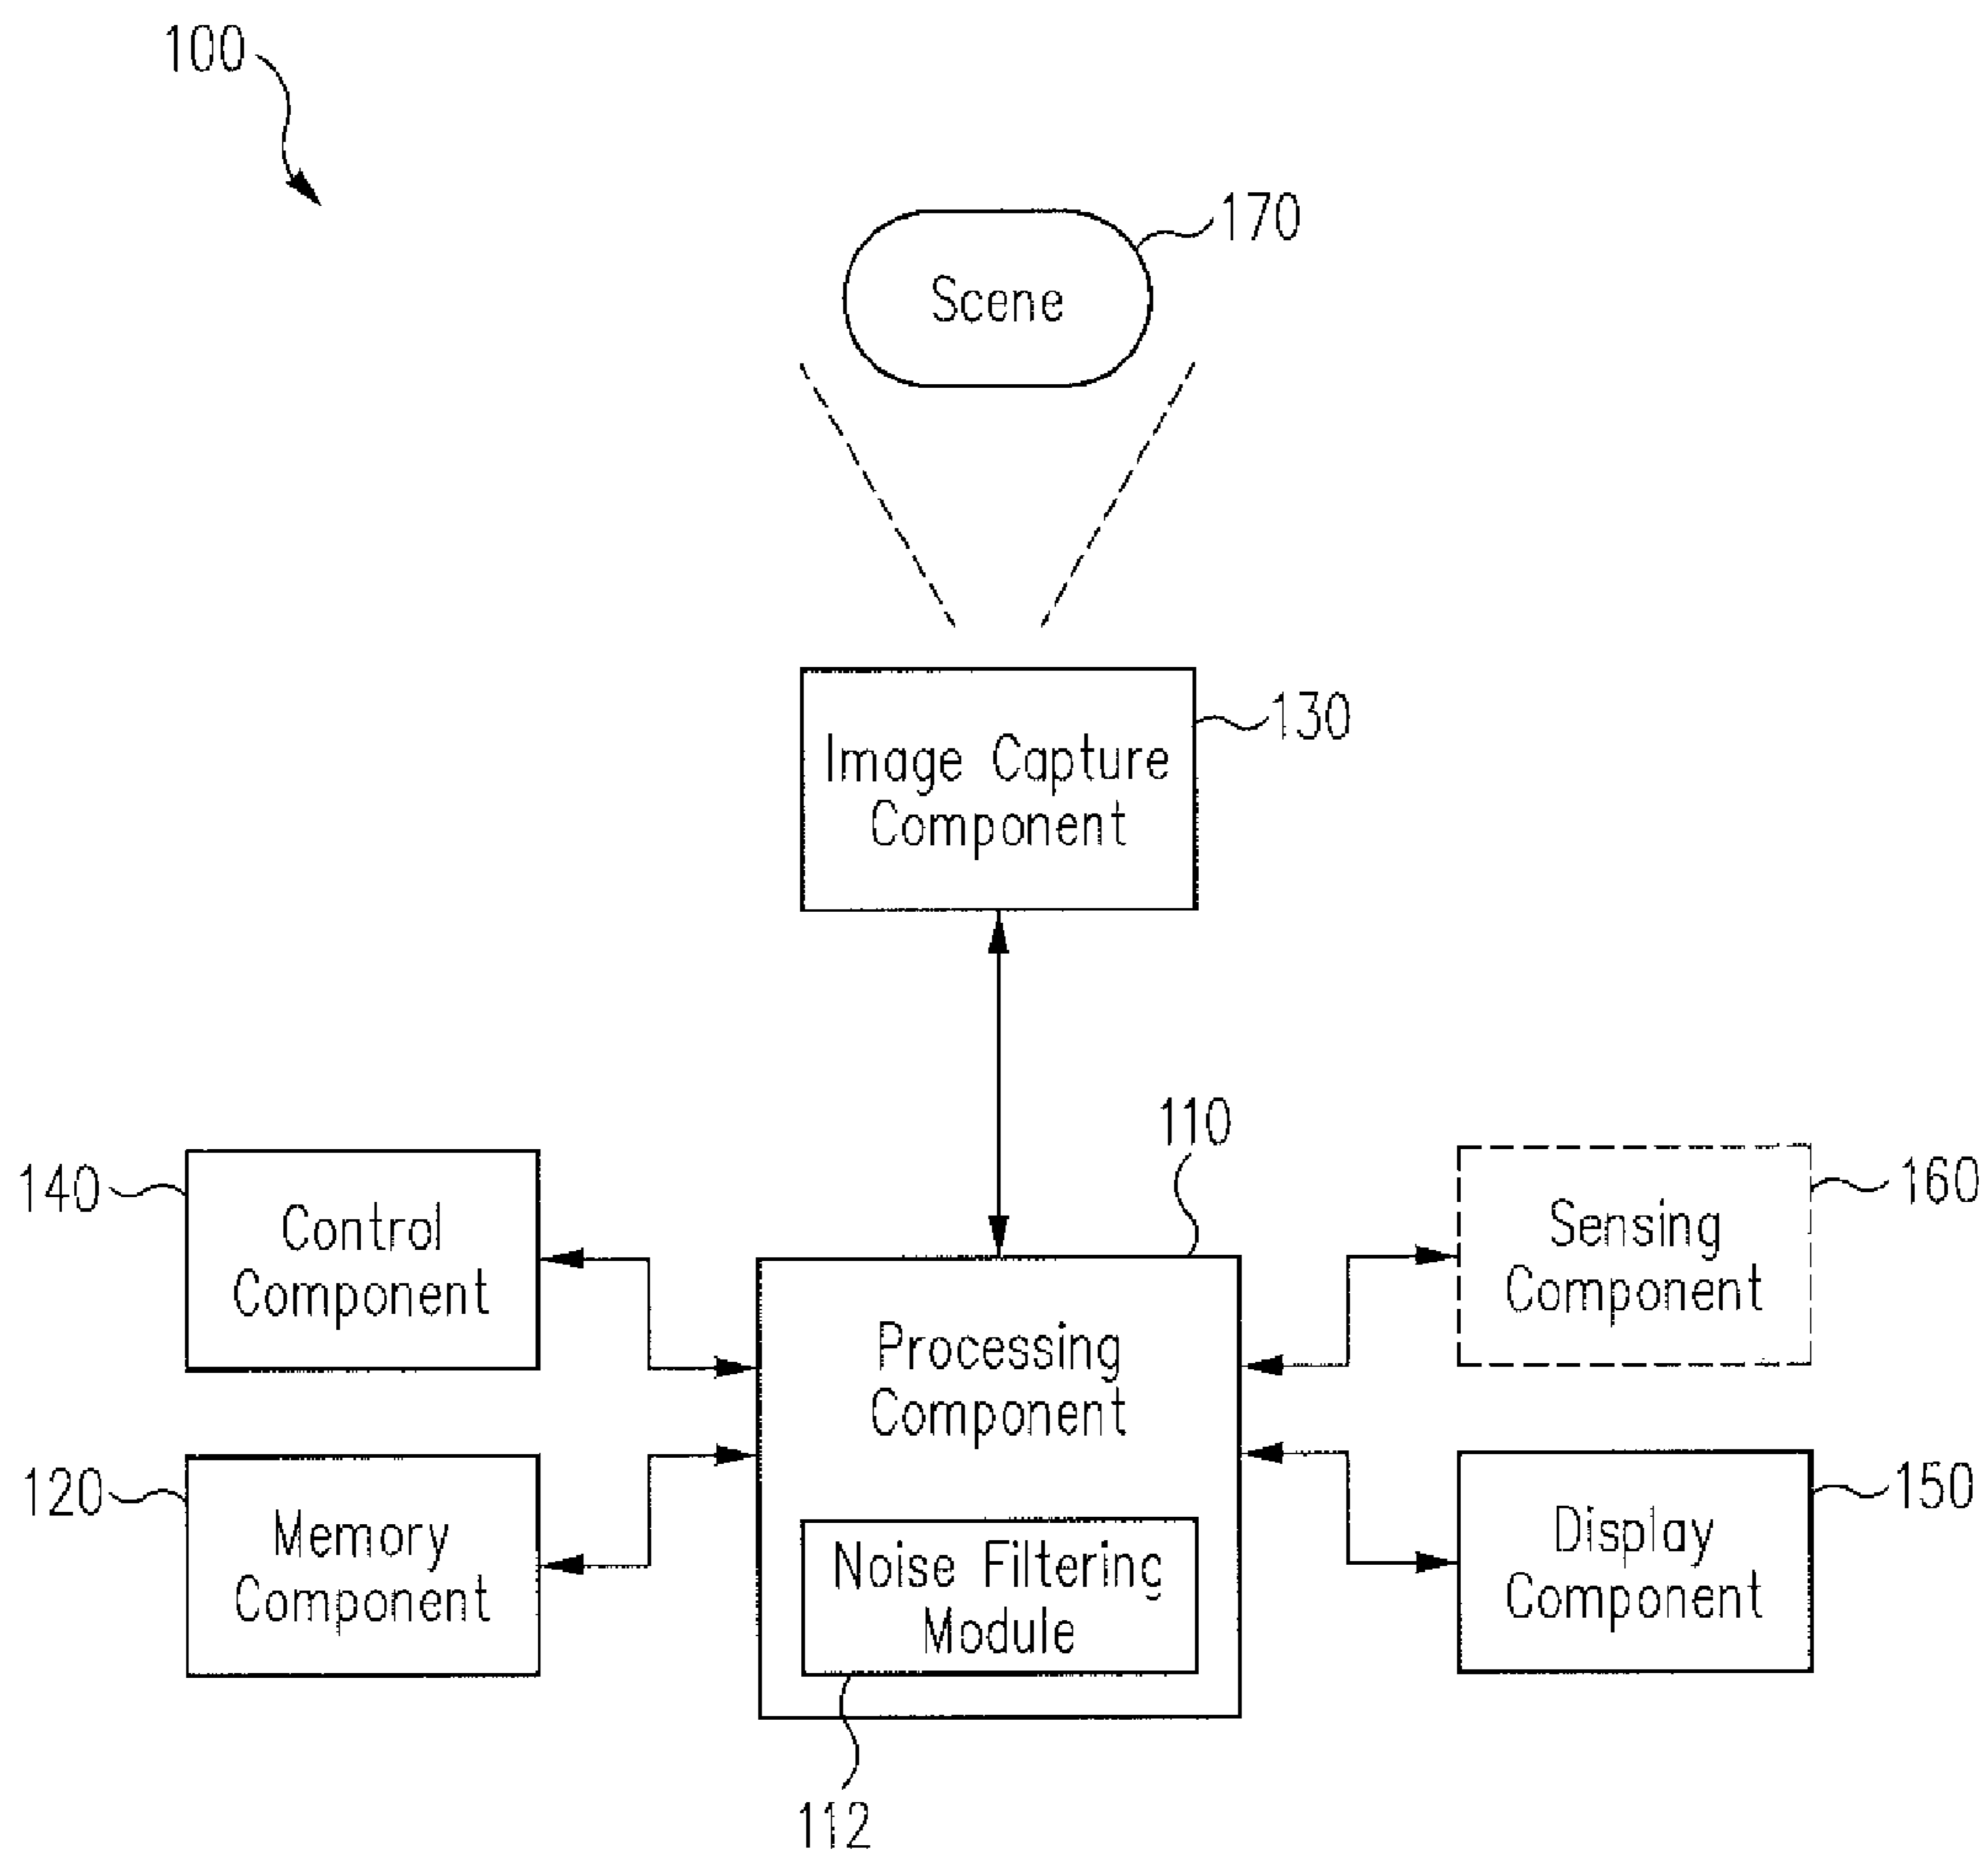 100
170
Scene
130
Image Capture
Component
110
140
Control
Component
160
Sensing
Component
Processing
Component
120
Memory
Component
150
Display
Component
Noise Filtering
Module
112